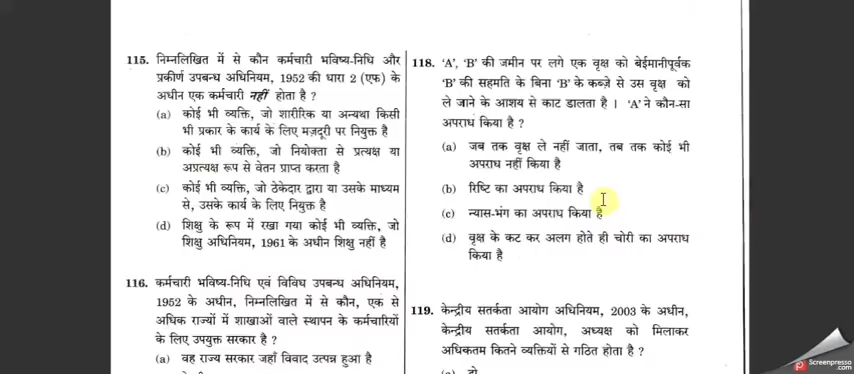 115. निम्नलिखित में से कौन कर्मचारी भविष्य-निधि और
प्रकीर्ण उपबन्ध अधिनियम, 1952 की धारा 2 (एफ) के
अधीन एक कर्मचारी नहीं होता है ?
(a) कोई भी व्यक्ति, जो शारीरिक या अन्यथा किसी
भी प्रकार के कार्य के लिए मज़दूरी पर नियुक्त है
(b) कोई भी व्यक्ति, जो नियोक्ता से प्रत्यक्ष या
अप्रत्यक्ष रूप से वेतन प्राप्त करता है
(c) कोई भी व्यक्ति, जो ठेकेदार द्वारा या उसके माध्यम
से, उसके कार्य के लिए नियुक्त है
(d) शिक्षु के रूप में रखा गया कोई भी व्यक्ति, जो
शिक्षु अधिनियम, 1961 के अधीन शिक्षु नहीं है
116. कर्मचारी भविष्य-निधि एवं विविध उपबन्ध अधिनियम,
1952 के अधीन, निम्नलिखित में से कौन, एक से
अधिक राज्यों में शाखाओं वाले स्थापन के कर्मचारियों
के लिए उपयुक्त सरकार है ?
(a) वह राज्य सरकार जहाँ विवाद उत्पन्न हुआ है
118. 'A', 'B' की जमीन पर लगे एक वृक्ष को बेईमानीपूर्वक
'B' की सहमति के बिना 'B' के कब्ज़े से उस वृक्ष को
ले जाने के आशय से काट डालता है । 'A' ने कौन-सा
अपराध किया है ?
(a) जब तक वृक्ष ले नहीं जाता, तब तक कोई भी
अपराध नहीं किया है
(b) रिष्टि का अपराध किया है
(c) न्यास-भंग का अपराध किया है
(d) वृक्ष के कट कर अलग होते ही चोरी का अपराध
किया है
119. केन्द्रीय सतर्कता आयोग अधिनियम, 2003 के अधीन,
केन्द्रीय सतर्कता आयोग, अध्यक्ष को मिलाकर
अधिकतम कितने व्यक्तियों से गठित होता है ?
(a) दो
Screenpresso
.com